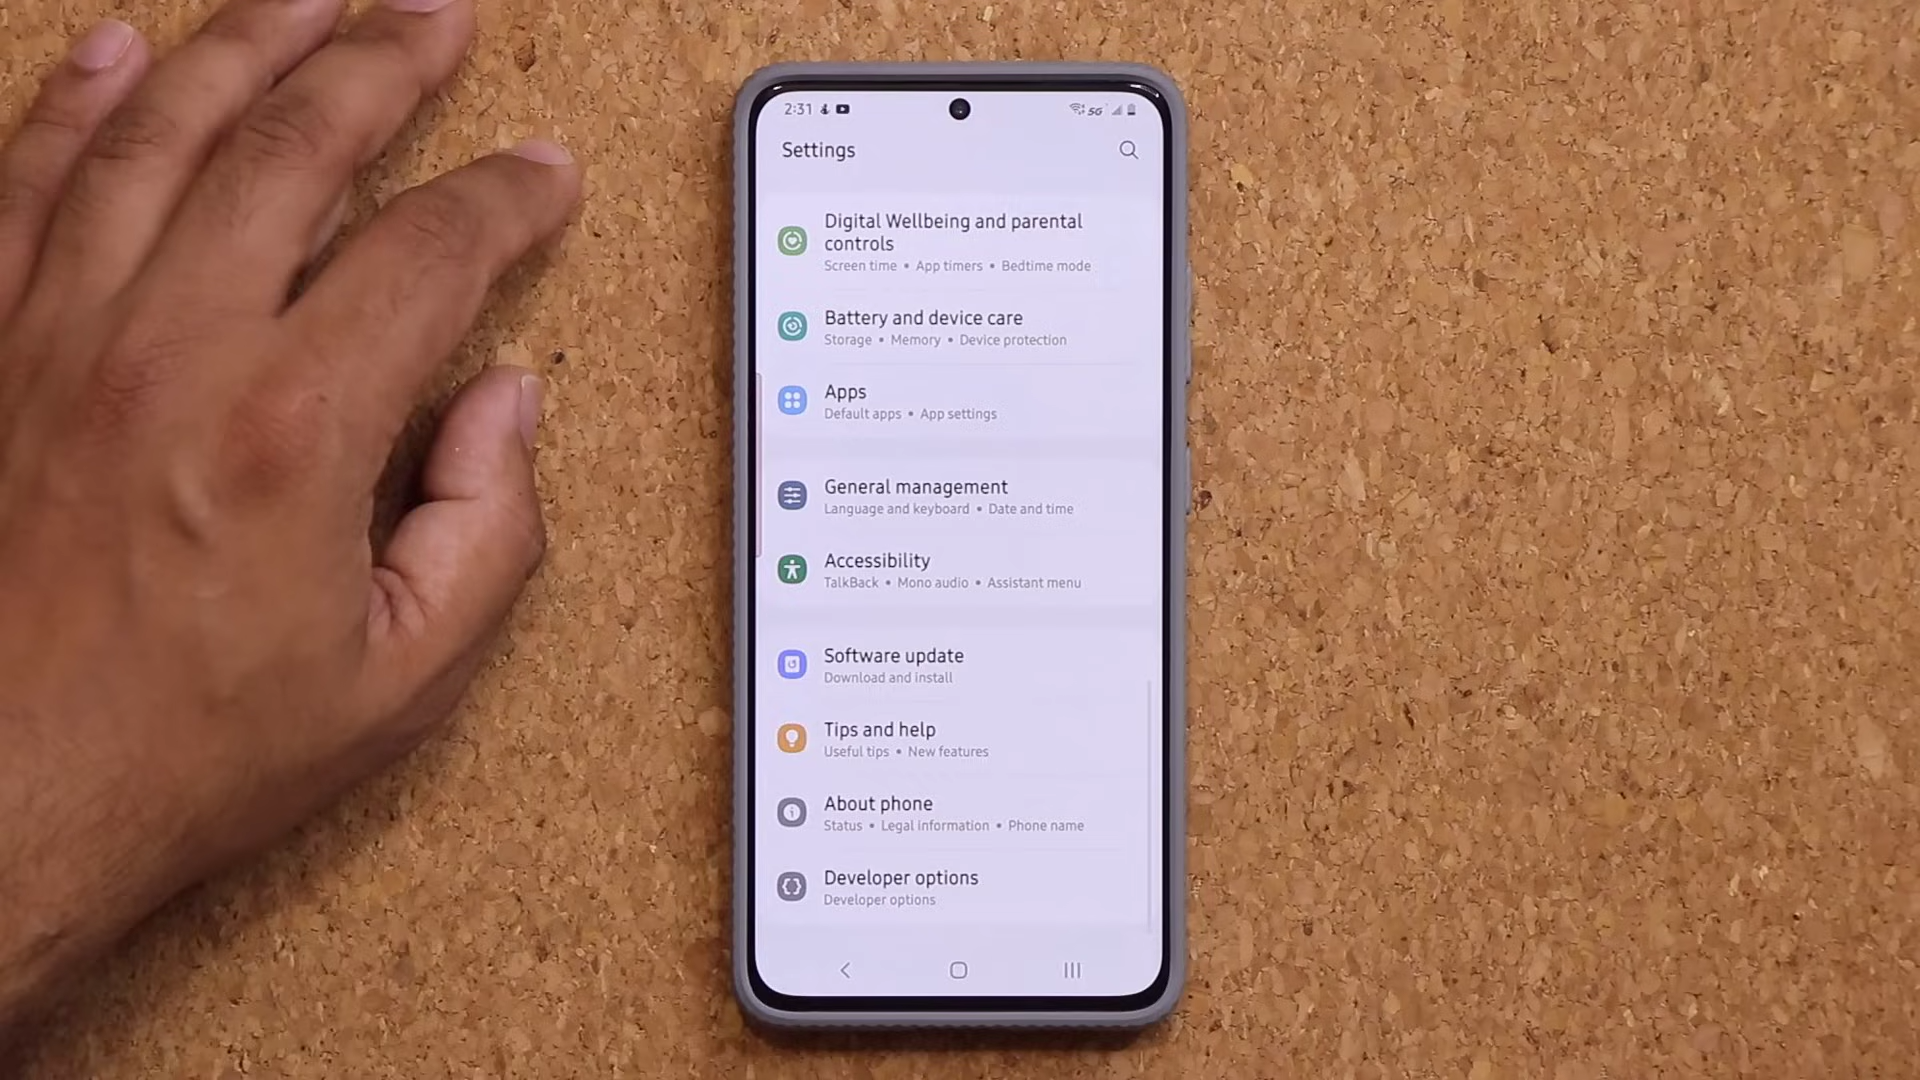 2:31
5G
Settings
Digital Wellbeing and parental
controls
Screen time • App timers • Bedtime mode
Battery and device care
Storage • Memory • Device protection
Apps
Default apps • App settings
General management
Language and keyboard • Date and time
Accessibility
TalkBack • Mono audio • Assistant menu
Software update
Download and install
Tips and help
Useful tips • New features
About phone
Status • Legal information • Phone name
Developer options
Developer options